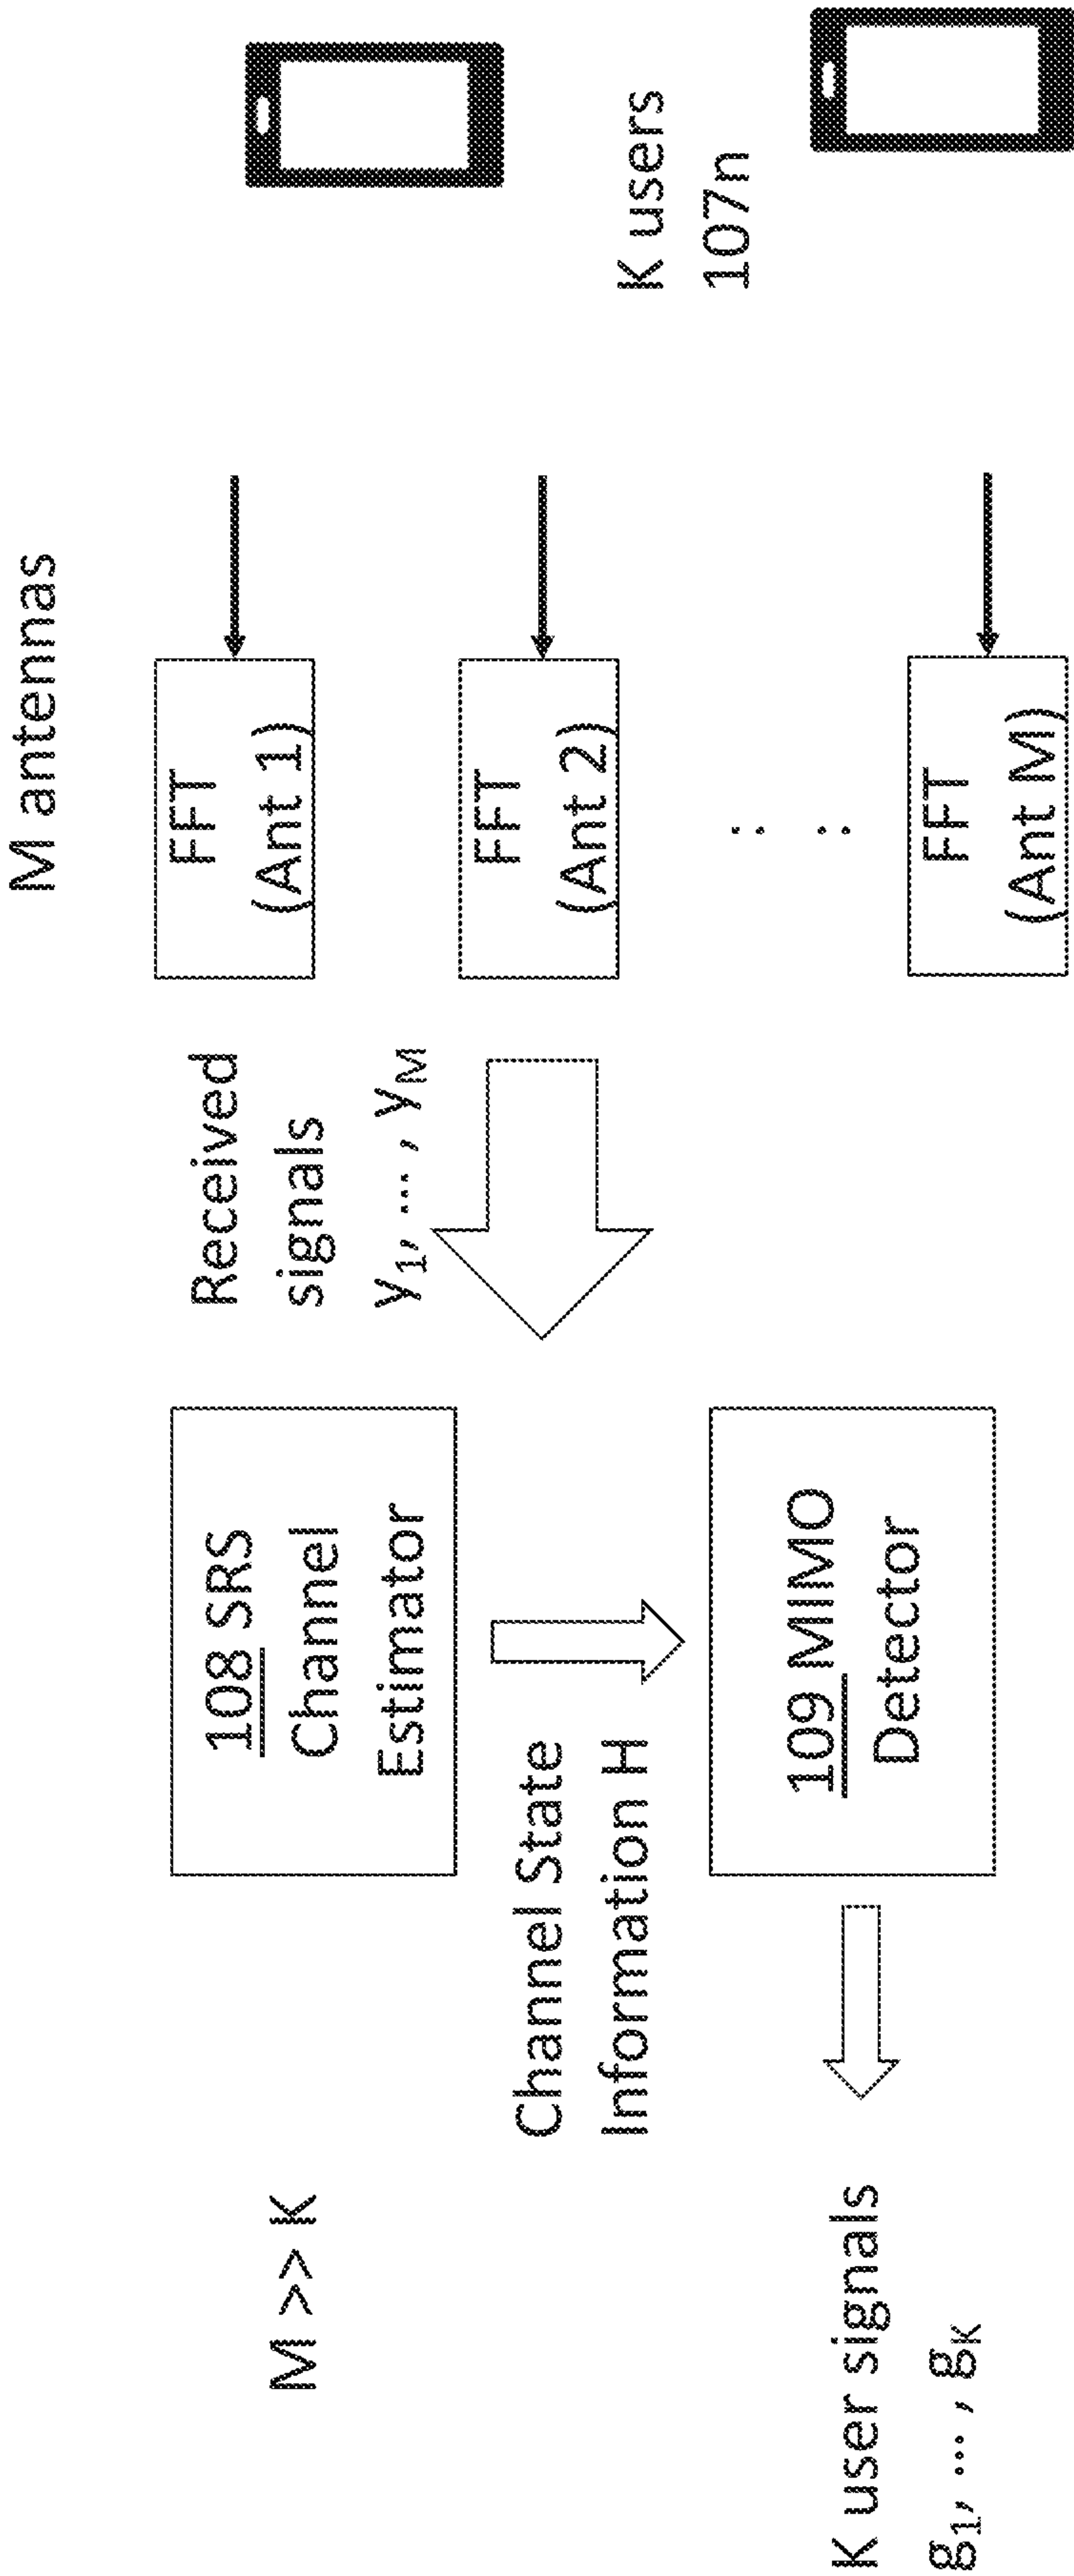 M >> K
K user signals
g1, ... , gK
108 SRS
Channel
Estimator
Channel State
Information H
109 MIMO
Detector
Received
signals
y1, ... , yM
M antennas
FFT
(Ant 1)
FFT
(Ant 2)
: :
FFT
(Ant M)
K users
107n